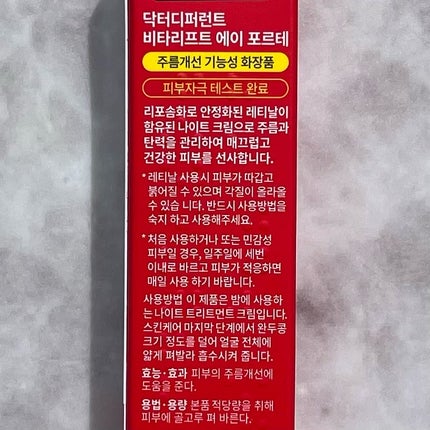 닥터디퍼런트
비타리프트 에이 포르테
주름개선 기능성 화장품
피부자극 테스트 완료
리포솜화로 안정화된 레티날이
함유된 나이트 크림으로 주름과
탄력을 관리하여 매끄럽고
건강한 피부를 선사합니다.
*레티날 사용시 피부가 따갑고
붉어질 수 있으며 각질이 올라올
수 있습 니다. 반드시 사용방법을
숙지 하고 사용해주세요.
*처음 사용하거나 또는 민감성
피부일 경우, 일주일에 세번
이내로 바르고 피부가 적응하면
매일 사용 하기 바랍니다.
사용방법 이 제품은 밤에 사용하
는 나이트 트리트먼트 크림입니다.
스킨케어 마지막 단계에서 완두콩
크기 정도를 덜어 얼굴 전체에
얇게 펴발라 흡수시켜 줍니다.
효능·효과 피부의 주름개선에
도움을 준다.
용법·용량 본품 적당량을 취해
피부에 골고루 펴 바른다.